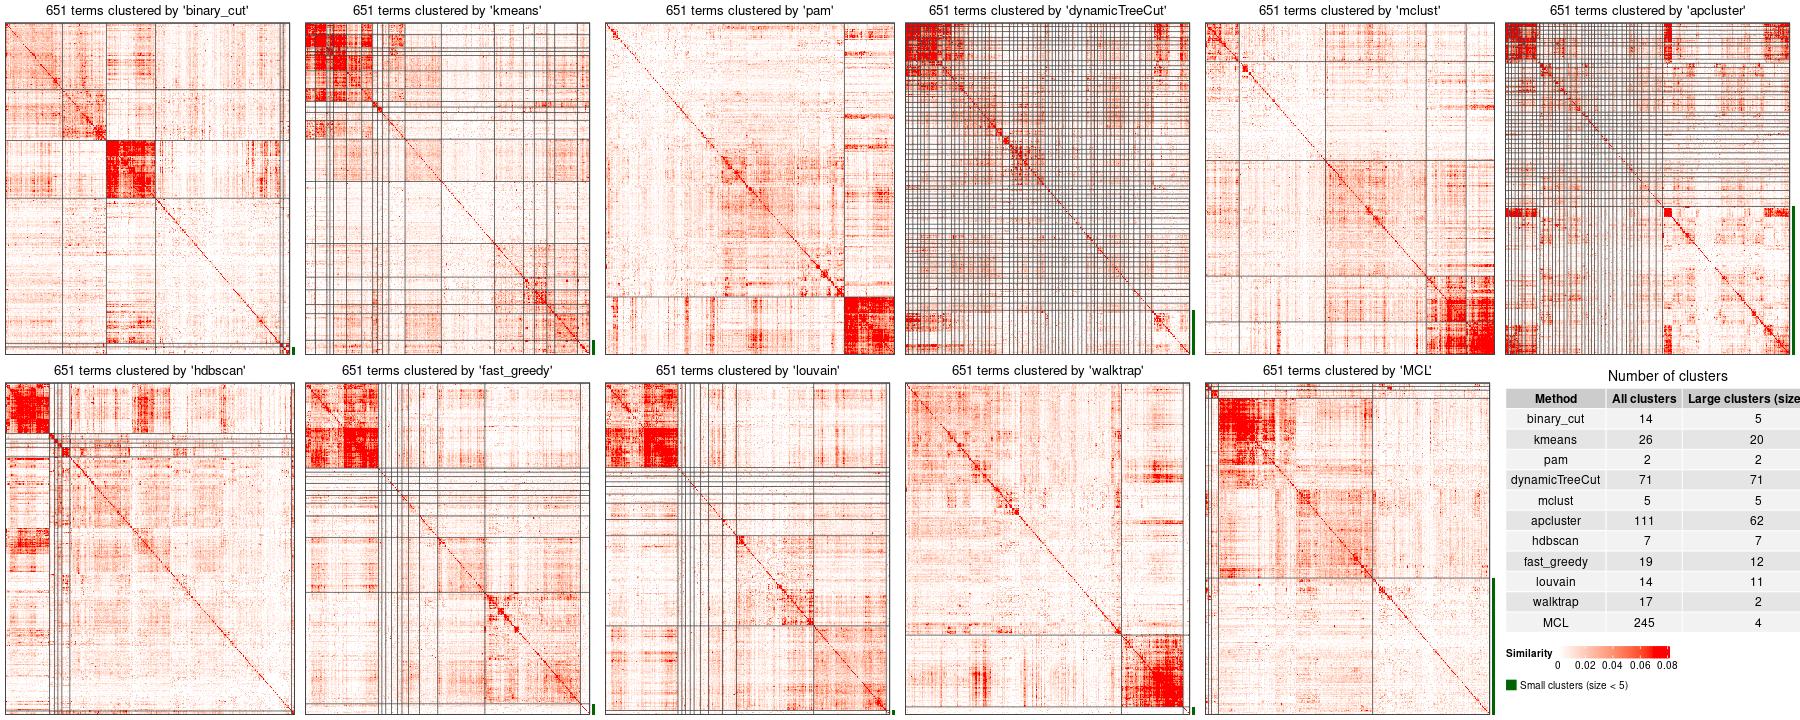 651 terms clustered by 'binary_cut'
651 terms clustered by 'kmeans'
651 terms clustered by 'pam'
651 terms clustered by 'dynamicTreeCut'
651 terms clustered by 'mclust'
651 terms clustered by 'apcluster'
651 terms clustered by 'hdbscan'
651 terms clustered by 'fast_greedy'
651 terms clustered by 'louvain'
651 terms clustered by 'walktrap'
651 terms clustered by 'MCL'
Number of clusters
Method All clusters Large clusters (size
binary_cut 14 5
kmeans 26 20
pam 2 2
dynamicTreeCut 71 71
mclust 5 5
apcluster 111 62
hdbscan 7 7
fast_greedy 19 12
louvain 14 11
walktrap 17 2
MCL 245 4
Similarity
0 0.02 0.04 0.06 0.08
Small clusters (size < 5)